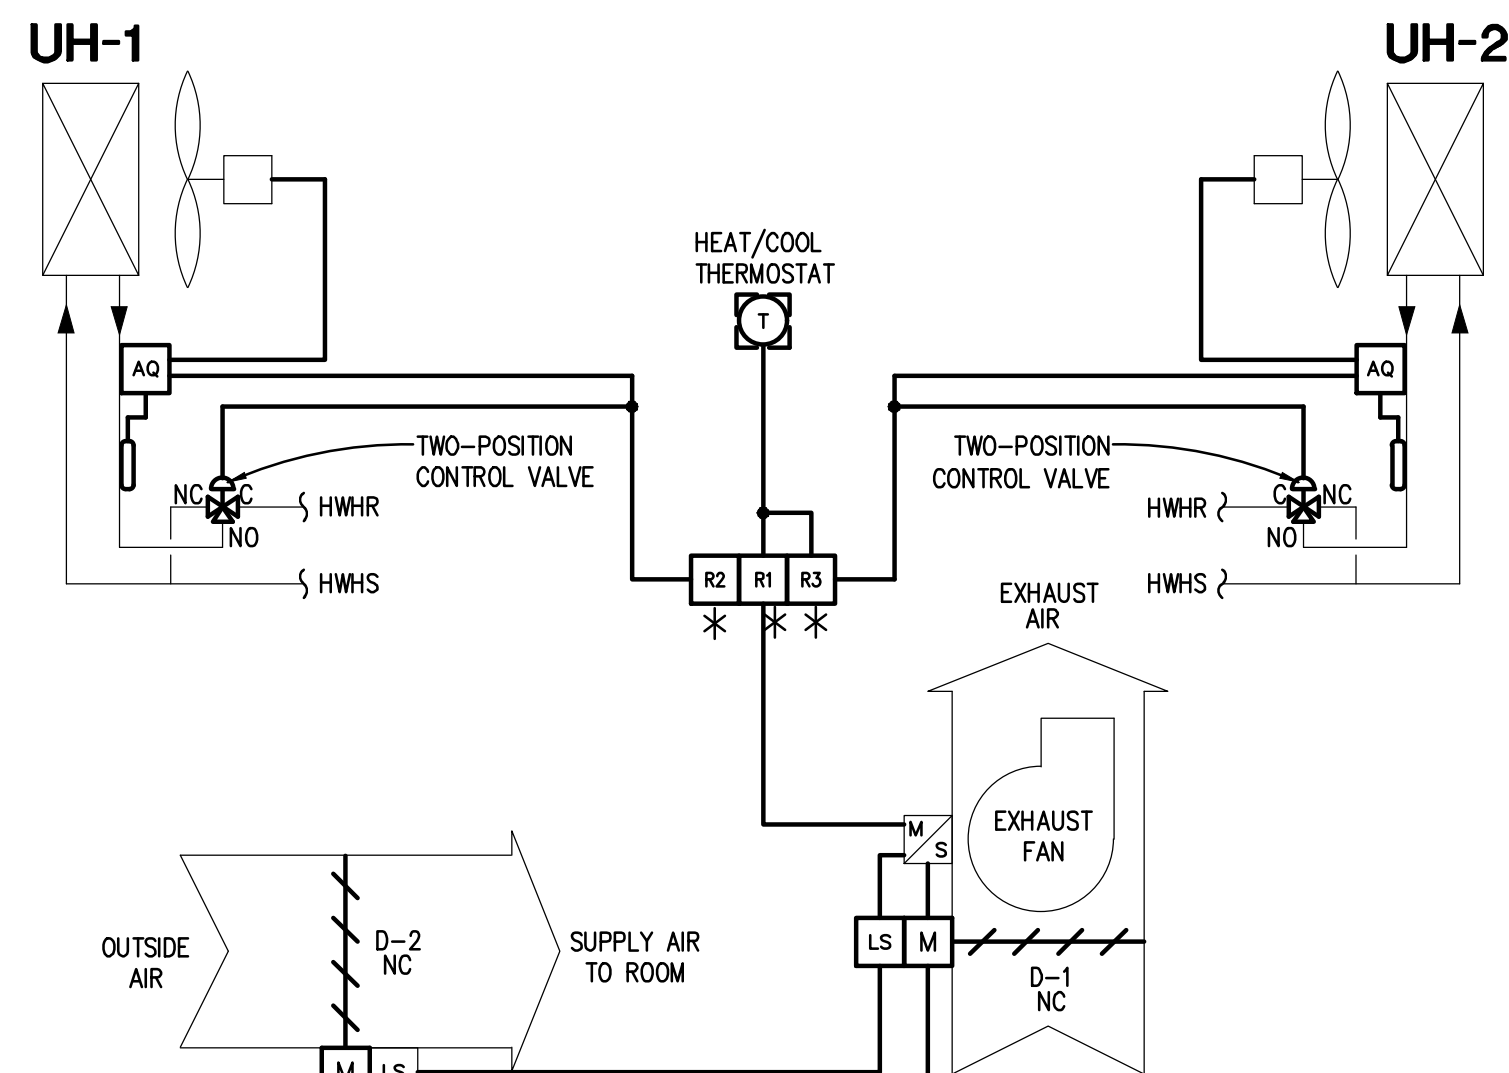 UH-1
UH-2
HEAT/COOL
THERMOSTAT
T
AQ
AQ
TWO-POSITION
CONTROL VALVE
TWO-POSITION
CONTROL VALVE
NC
C
HWHR
NO
HWHS
HWHR
C
NC
NO
HWHS
R2
R1
R3
EXHAUST
AIR
M
S
EXHAUST
FAN
OUTSIDE
AIR
D-2
NC
SUPPLY AIR
TO ROOM
LS
M
D-1
NC
M
LS